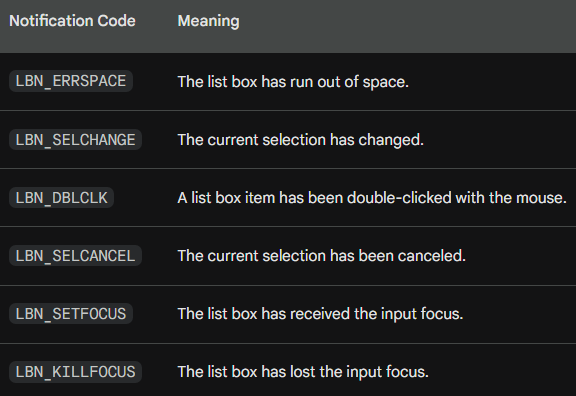 Notification Code Meaning
LBN_ERRSPACE The list box has run out of space.
LBN_SELCHANGE The current selection has changed.
LBN_DBLCLK A list box item has been double-clicked with the mouse.
LBN_SELCANCEL The current selection has been canceled.
LBN_SETFOCUS The list box has received the input focus.
LBN_KILLFOCUS The list box has lost the input focus.